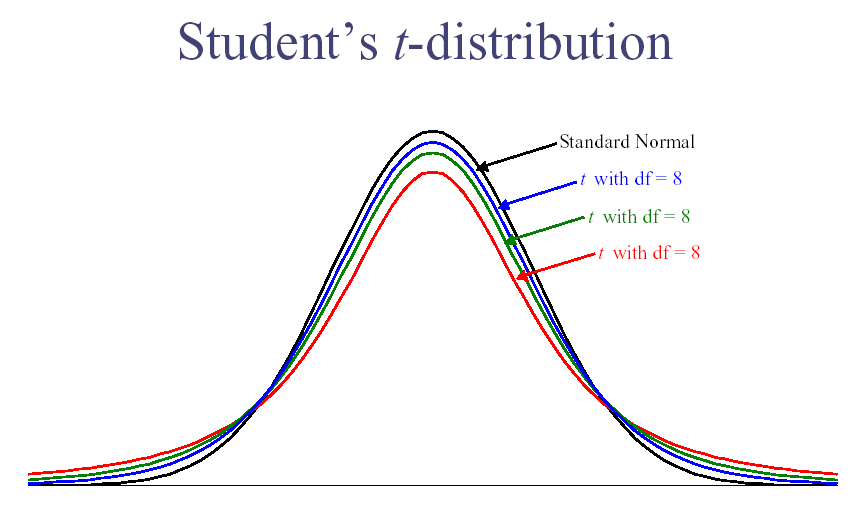 Student’s t-distribution
Standard Normal
t with df = 8
t with df = 8
t with df = 8